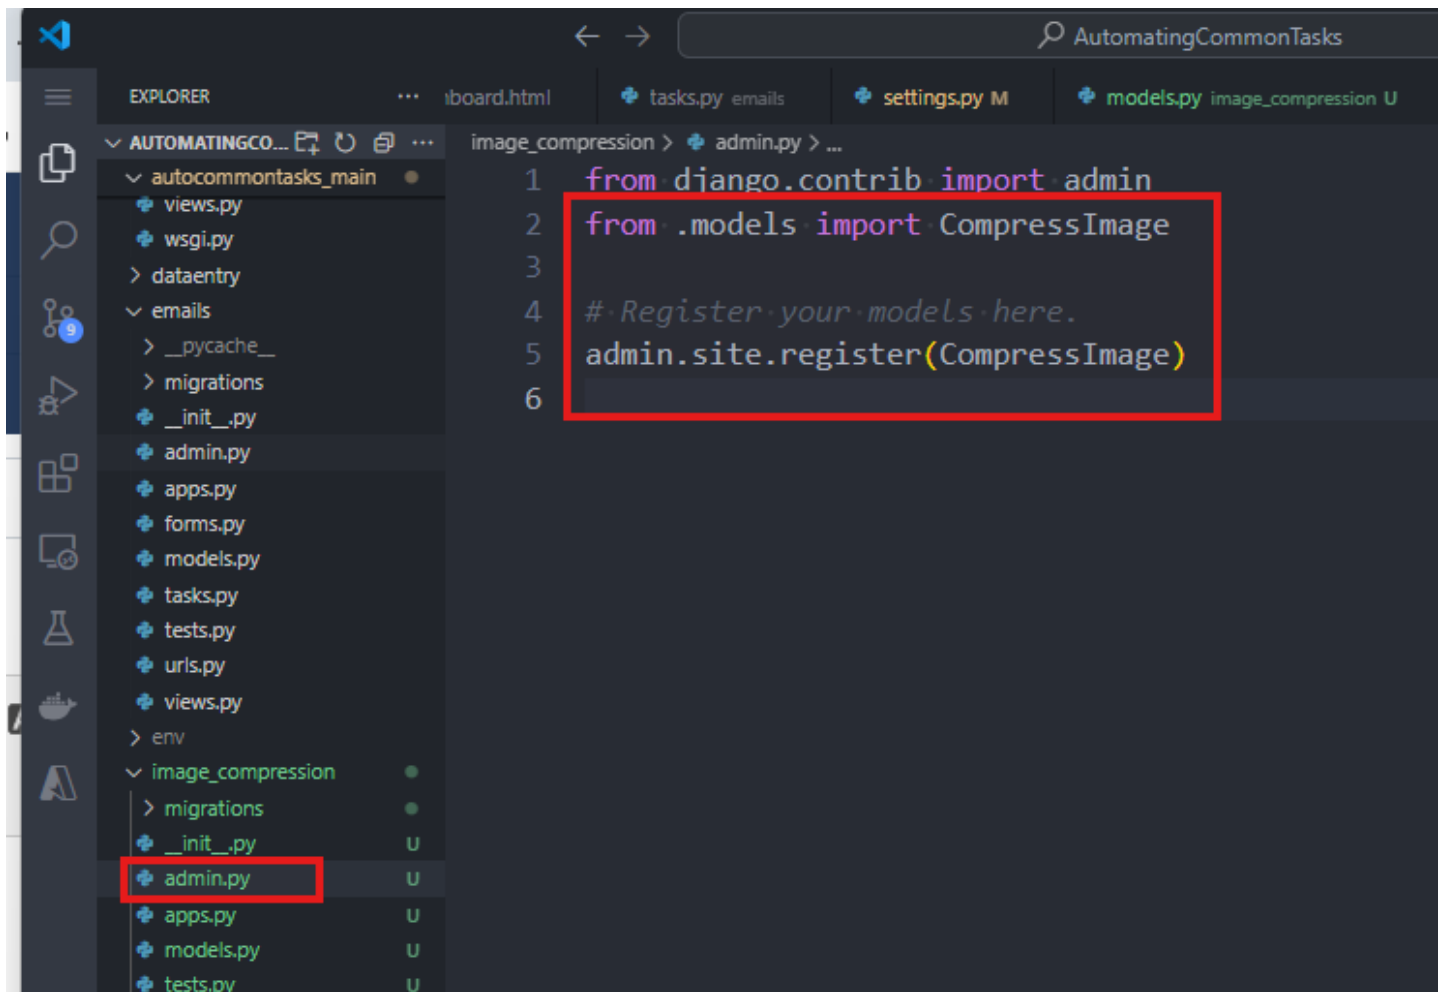 AutomatingCommonTasks
EXPLORER
board.html
tasks.py emails
settings.py M
models.py image_compression U
AUTOMATINGCO...
image_compression > admin.py > ...
autocommontasks_main
views.py
wsgi.py
dataentry
emails
__pycache__
migrations
__init__.py
admin.py
apps.py
forms.py
models.py
tasks.py
tests.py
urls.py
views.py
env
image_compression
migrations
__init__.py U
admin.py U
apps.py U
models.py U
tests.py U
9
1 from django.contrib import admin
2 from .models import CompressImage
3
4 # Register your models here.
5 admin.site.register(CompressImage)
6